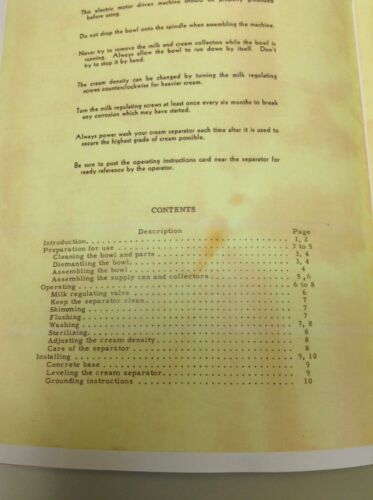 This electric motor driven machine should be properly grounded
before using.
Do not drop the bowl onto the spindle when assembling the machine.
Never try to remove the milk and cream collectors while the bowl is
running. Always allow the bowl to run down by itself. Don't
try to stop it by hand.
The cream density can be changed by turning the milk regulating
screws counterclockwise for heavier cream.
Turn the milk regulating screws at least once every six months to break
any corrosion which may have started.
Always power wash your cream separator each time after it is used to
secure the highest grade of cream possible.
Be sure to post the operating instructions card near the separator for
ready reference by the operator.
CONTENTS
Description Page
Introduction. 1, 2
Preparation for use 3 to 5
Cleaning the bowl and parts 3, 4
Dismantling the bowl. 3, 4
Assembling the bowl. 4
Assembling the supply can and collectors 5, 6
Operating 6 to 8
Milk regulating valve 6
Keep the separator clean. 7
Skimming 7
Flushing 7
Washing 7, 8
Sterilizing. 8
Adjusting the cream density. 8
Care of the separator 8
Installing 9, 10
Concrete base 9
Leveling the cream separator. 9
Grounding instructions 10